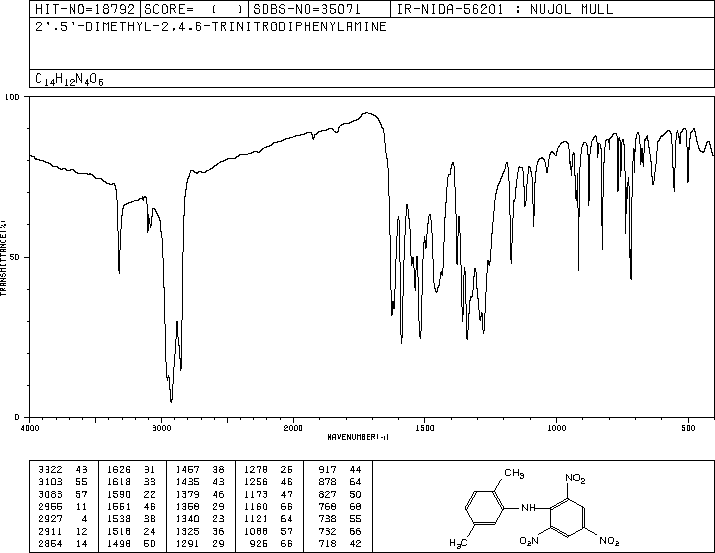 HIT-NO=18792 SCORE= ( ) SDBS-NO=35071 IR-NIDA-56201 : NUJOL MULL
2',5'-DIMETHYL-2,4,6-TRINITRODIPHENYLAMINE
C14H12N4O6
100
50
0
TRANSMITTANCE(%)
4000 3000 2000 1500 1000 500
WAVENUMBER(-1)
3322 43 1626 31 1457 38 1278 25 917 44
3103 55 1618 33 1435 43 1256 46 878 64
3083 57 1590 22 1379 46 1173 47 827 50
2955 11 1551 46 1358 29 1160 66 768 68
2927 4 1538 38 1340 23 1121 64 738 55
2911 12 1518 24 1325 36 1088 57 732 56
2854 14 1498 50 1291 29 926 66 718 42
CH3
NO2
NH
H3C
O2N
NO2